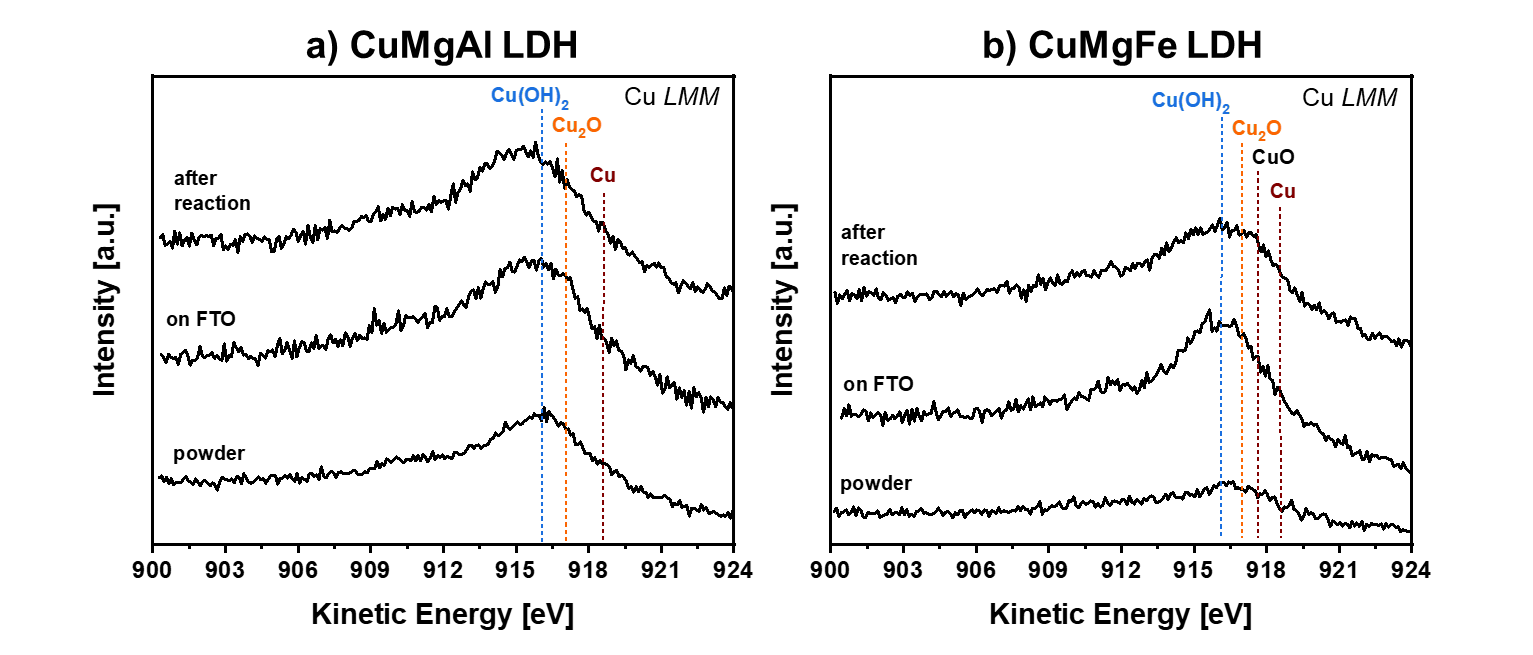 a) CuMgAl LDH
Cu(OH)₂
Cu LMM
Cu₂O
Cu
after
reaction
on FTO
powder
Intensity [a.u.]
900 903 906 909 912 915 918 921 924
Kinetic Energy [eV]
b) CuMgFe LDH
Cu(OH)₂
Cu LMM
Cu₂O
CuO
Cu
after
reaction
on FTO
powder
Intensity [a.u.]
900 903 906 909 912 915 918 921 924
Kinetic Energy [eV]